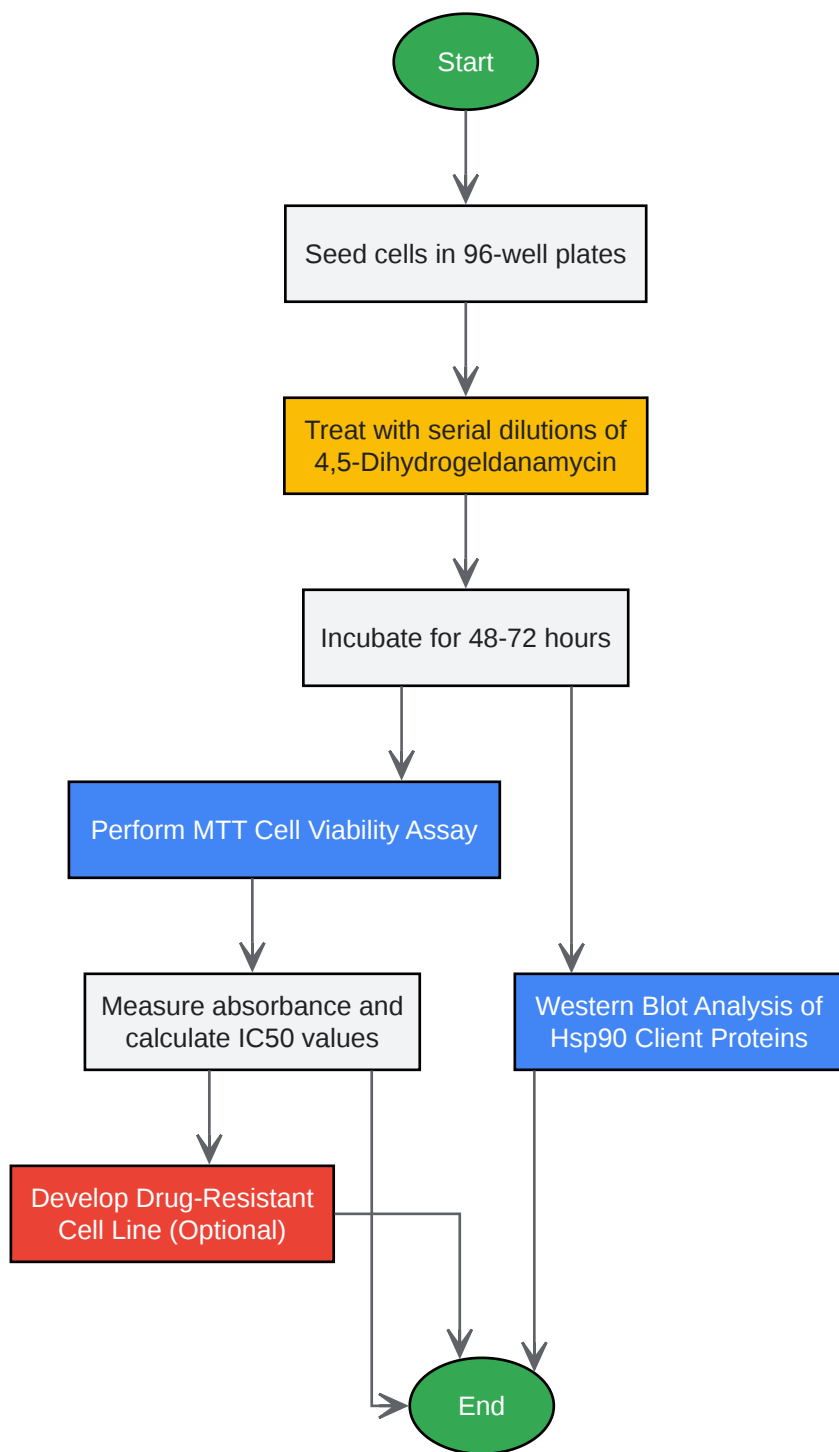 Start
Seed cells in 96-well plates
Treat with serial dilutions of
4,5-Dihydrogeldanamycin
Incubate for 48-72 hours
Perform MTT Cell Viability Assay
Measure absorbance and
calculate IC50 values
Western Blot Analysis of
Hsp90 Client Proteins
Develop Drug-Resistant
Cell Line (Optional)
End